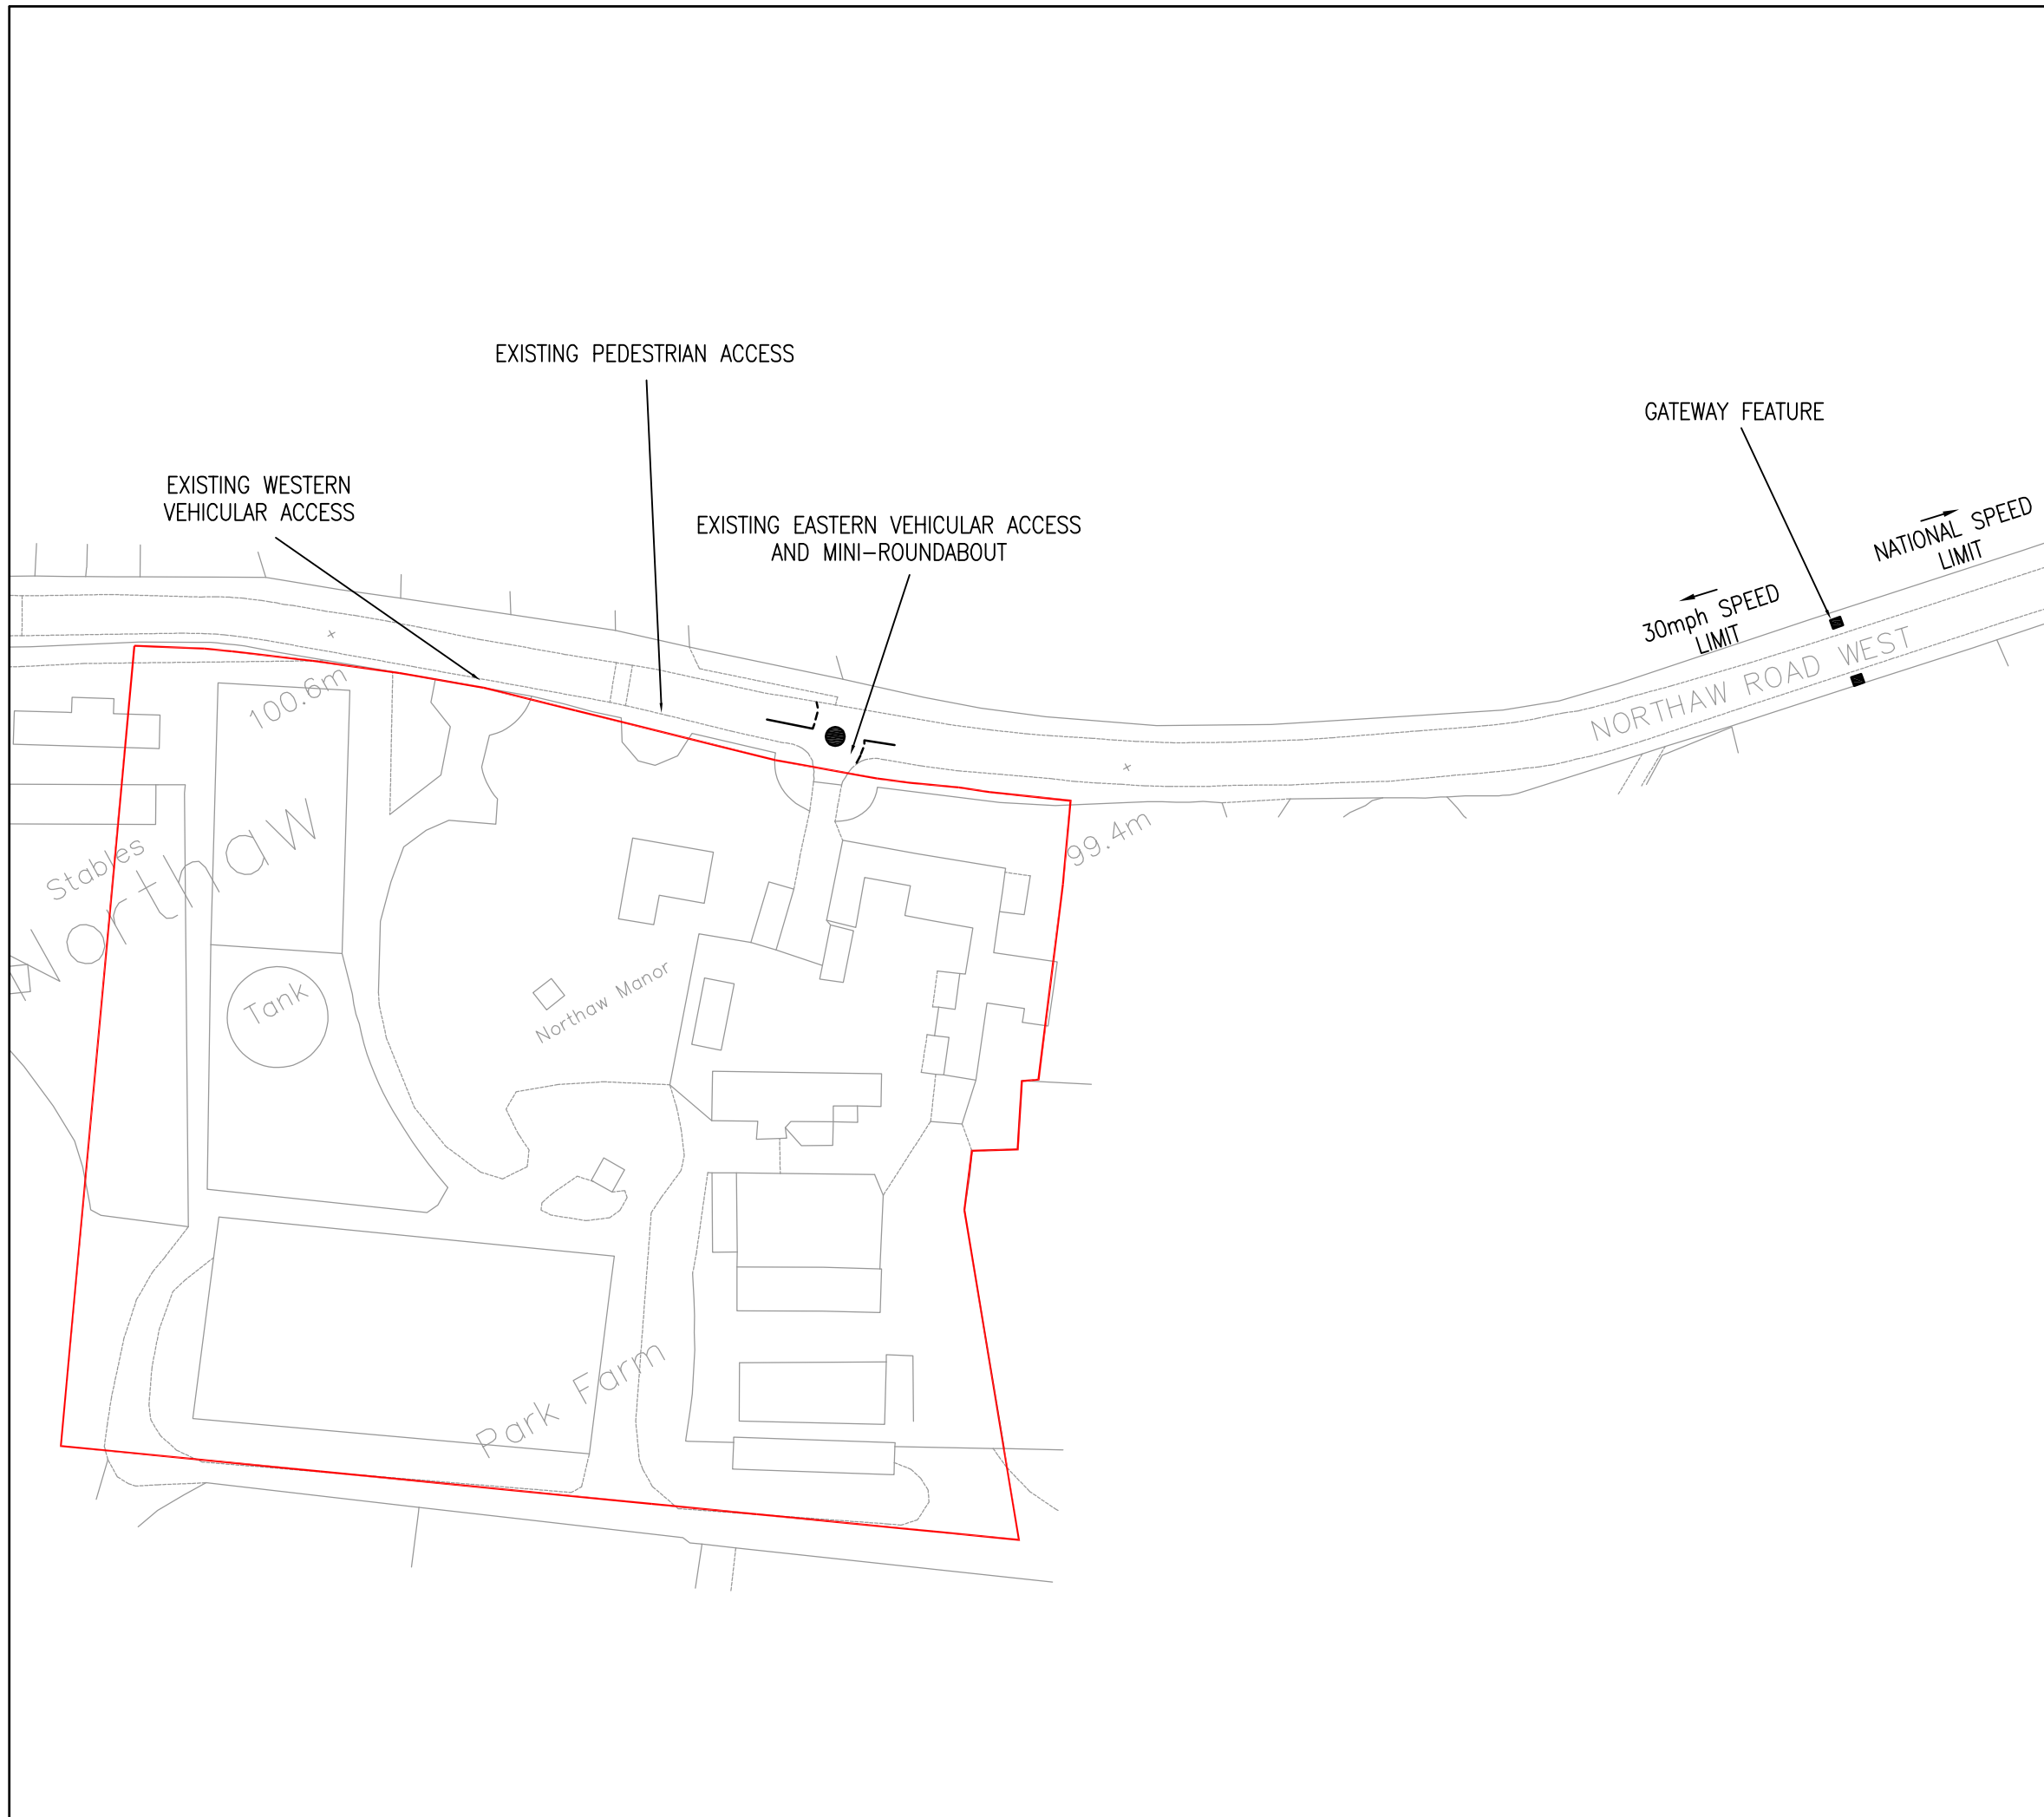 EXISTING PEDESTRIAN ACCESS
GATEWAY FEATURE
EXISTING WESTERN
VEHICULAR ACCESS
EXISTING EASTERN VEHICULAR ACCESS
AND MINI-ROUNDABOUT
NATIONAL SPEED
LIMIT
30mph SPEED
LIMIT
NORTHAW ROAD WEST
100.6m
99.4m
Stables
Northaw
Tank
Northaw Manor
Park Farm